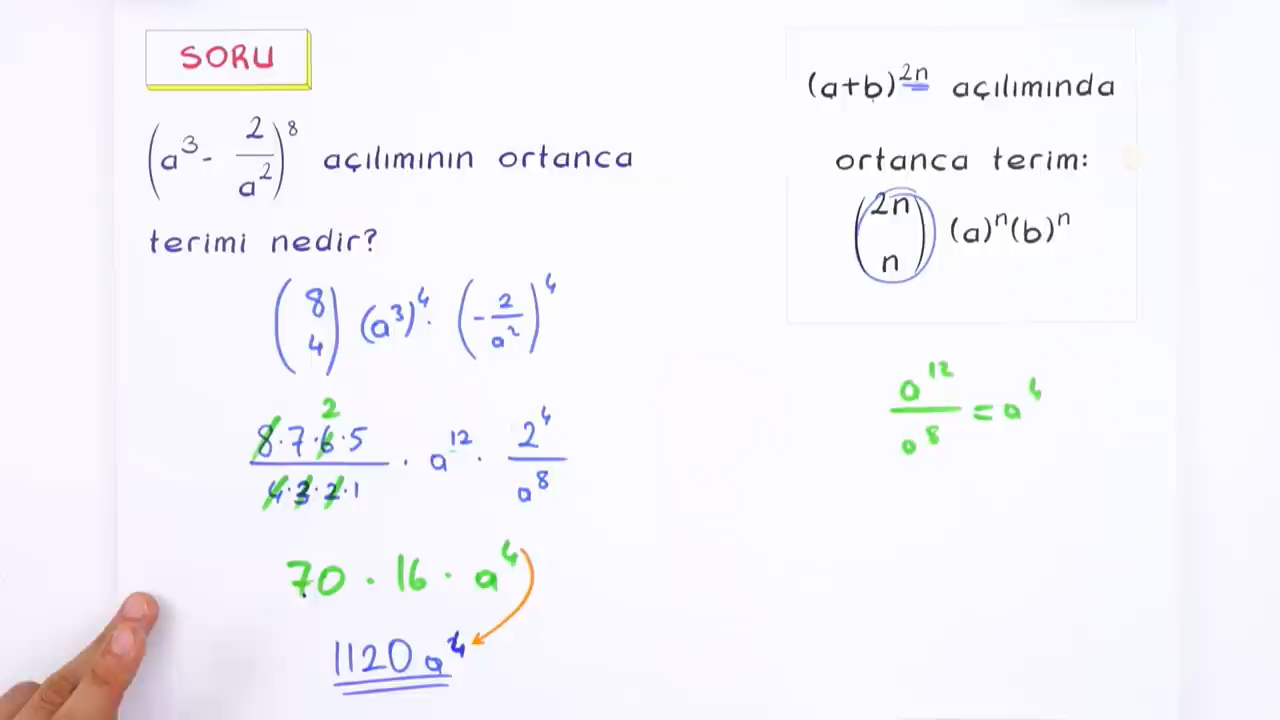 SORU
(a³ - 2/a²)⁸ açılımının ortanca
terimi nedir?
(8 4) (a³)⁴ · (-2/a²)⁴
8·7·6·5 / 4·3·2·1 · a¹² · 2⁴/a⁸
2
70 · 16 · a⁴
1120 a⁴
(a+b)²ⁿ açılımında
ortanca terim:
(2n n) (a)ⁿ(b)ⁿ
a¹²/a⁸ = a⁴